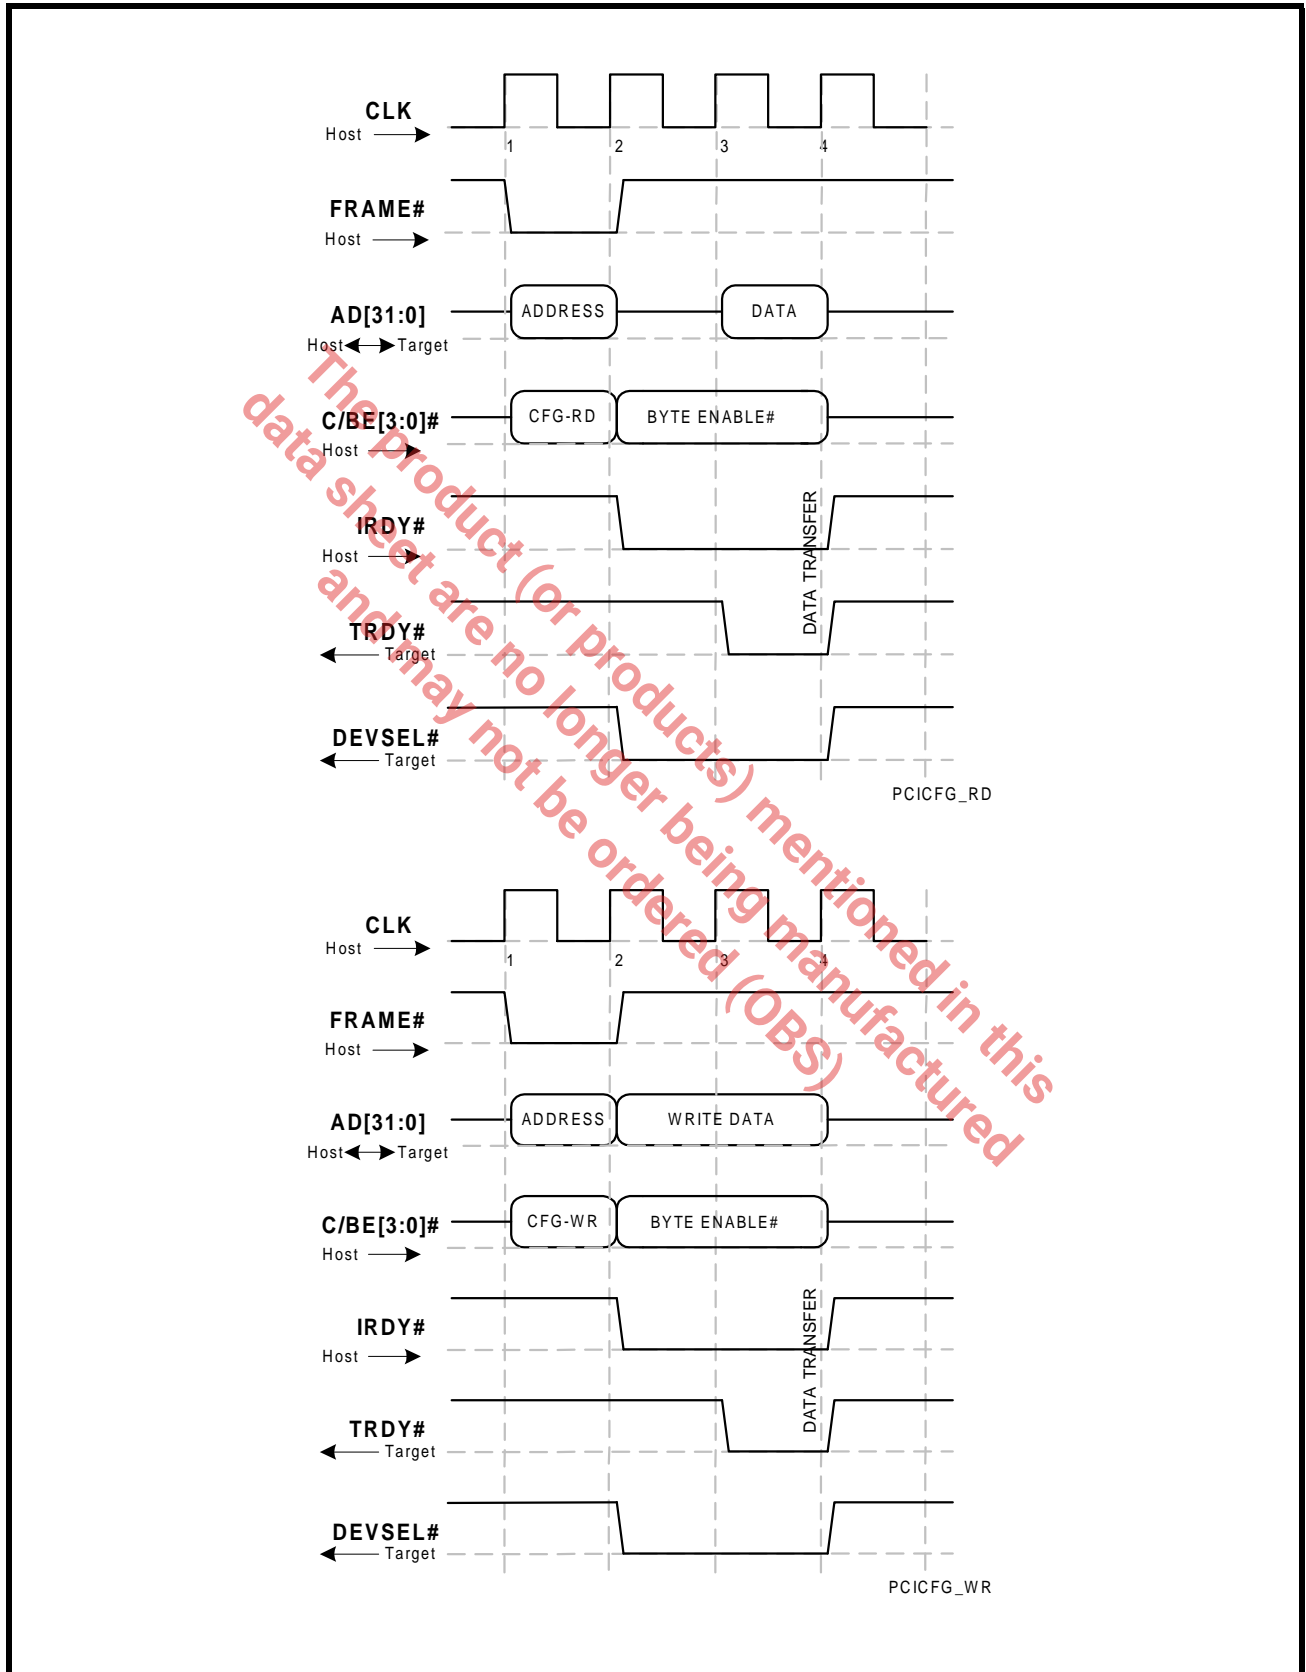 CLK
Host
1 2 3 4
FRAME#
Host
AD[31:0]
ADDRESS DATA
Host Target
C/BE[3:0]#
CFG-RD BYTE ENABLE#
Host
IRDY#
Host
DATA TRANSFER
TRDY#
Target
DEVSEL#
Target
PCICFG_RD
CLK
Host
1 2 3 4
FRAME#
Host
AD[31:0]
ADDRESS WRITE DATA
Host Target
C/BE[3:0]#
CFG-WR BYTE ENABLE#
Host
IRDY#
Host
DATA TRANSFER
TRDY#
Target
DEVSEL#
Target
PCICFG_WR
The product (or products) mentioned in this
data sheet are no longer being manufactured
and may not be ordered (OBS)